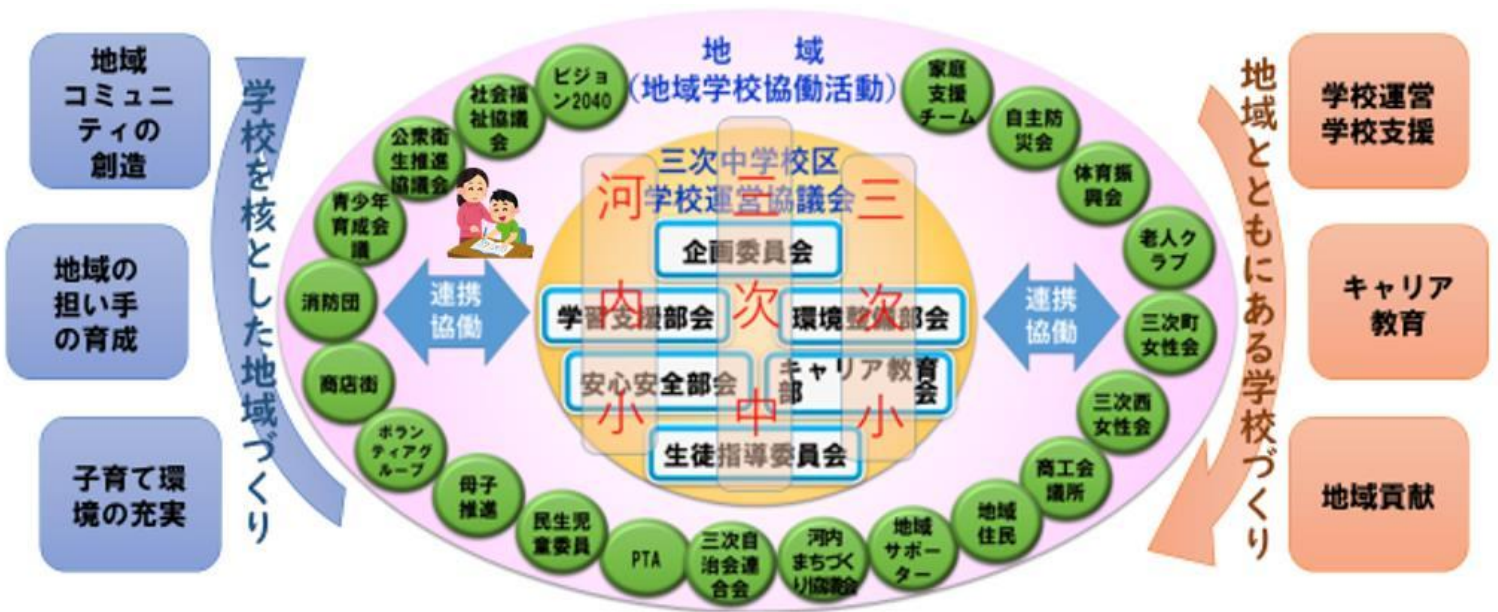 地域
コミュニ
ティの
創造
地域の
担い手
の育成
子育て環
境の充実
学校を核とした地域づくり
地　域
(地域学校協働活動)
ビジョ
ン2040
社会福
祉協議
会
公衆衛
生推進
協議会
青少年
育成会
議
消防団
商店街
ボラン
ティアグ
ループ
母子
推進
民生児
童委員
PTA
三次自
治会連
合会
河内
まちづく
り協議会
地域
サポー
ター
地域
住民
商工会
議所
三次西
女性会
三次町
女性会
老人ク
ラブ
体育振
興会
自主防
災会
家庭
支援
チーム
連携
協働
三次中学校区
学校運営協議会
企画委員会
学習支援部会
環境整備部会
安心安全部会
キャリア教育
部会
生徒指導委員会
河内小
三次中
三次小
連携
協働
地域とともにある学校づくり
学校運営
学校支援
キャリア
教育
地域貢献